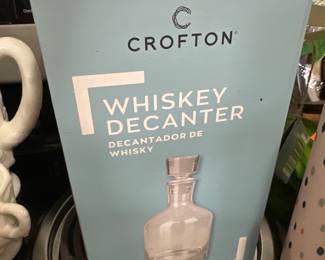 C
CROFTON
WHISKEY
DECANTER
DECANTADOR DE
WHISKY